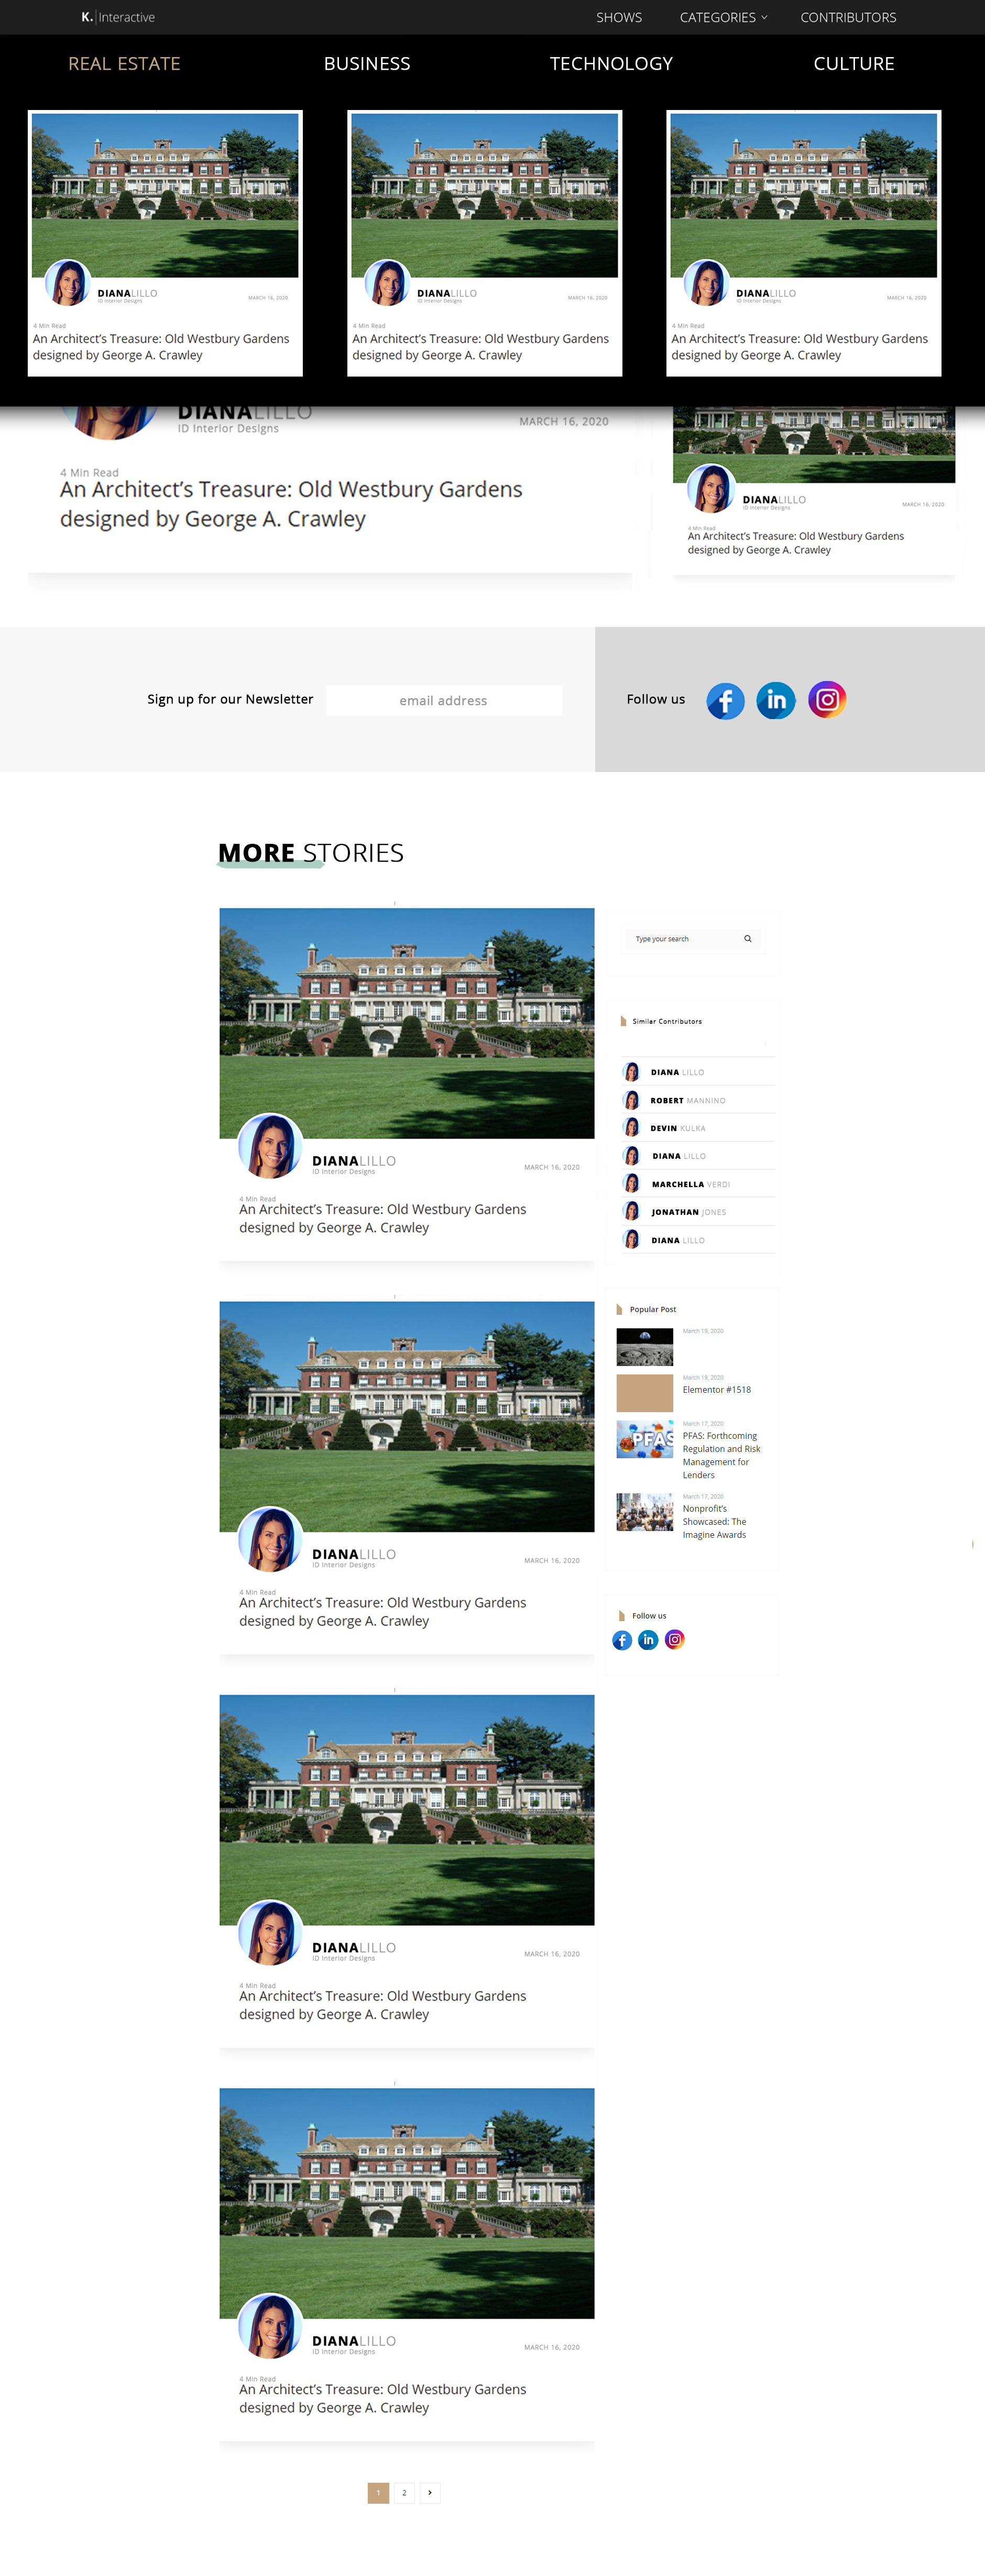 K. Interactive
SHOWS
CATEGORIES
CONTRIBUTORS
REAL ESTATE
BUSINESS
TECHNOLOGY
CULTURE
DIANALILLO
ID Interior Designs
MARCH 16, 2020
4 Min Read
An Architect's Treasure: Old Westbury Gardens
designed by George A. Crawley
DIANALILLO
ID Interior Designs
MARCH 16, 2020
4 Min Read
An Architect's Treasure: Old Westbury Gardens
designed by George A. Crawley
DIANALILLO
ID Interior Designs
MARCH 16, 2020
4 Min Read
An Architect's Treasure: Old Westbury Gardens
designed by George A. Crawley
DIANALILLO
ID Interior Designs
MARCH 16, 2020
4 Min Read
An Architect's Treasure: Old Westbury Gardens
designed by George A. Crawley
DIANALILLO
ID Interior Designs
MARCH 16, 2020
4 Min Read
An Architect's Treasure: Old Westbury Gardens
designed by George A. Crawley
Sign up for our Newsletter
email address
Follow us
MORE STORIES
DIANALILLO
ID Interior Designs
MARCH 16, 2020
4 Min Read
An Architect's Treasure: Old Westbury Gardens
designed by George A. Crawley
DIANALILLO
ID Interior Designs
MARCH 16, 2020
4 Min Read
An Architect's Treasure: Old Westbury Gardens
designed by George A. Crawley
DIANALILLO
ID Interior Designs
MARCH 16, 2020
4 Min Read
An Architect's Treasure: Old Westbury Gardens
designed by George A. Crawley
DIANALILLO
ID Interior Designs
MARCH 16, 2020
4 Min Read
An Architect's Treasure: Old Westbury Gardens
designed by George A. Crawley
1 2
Type your search
Similar Contributors
DIANA LILLO
ROBERT MANNINO
DEVIN KULKA
DIANA LILLO
MARCHELLA VERDI
JONATHAN JONES
DIANA LILLO
Popular Post
March 19, 2020
March 19, 2020
Elementor #1518
PFAS
March 17, 2020
PFAS: Forthcoming
Regulation and Risk
Management for
Lenders
March 17, 2020
Nonprofit's
Showcased: The
Imagine Awards
Follow us